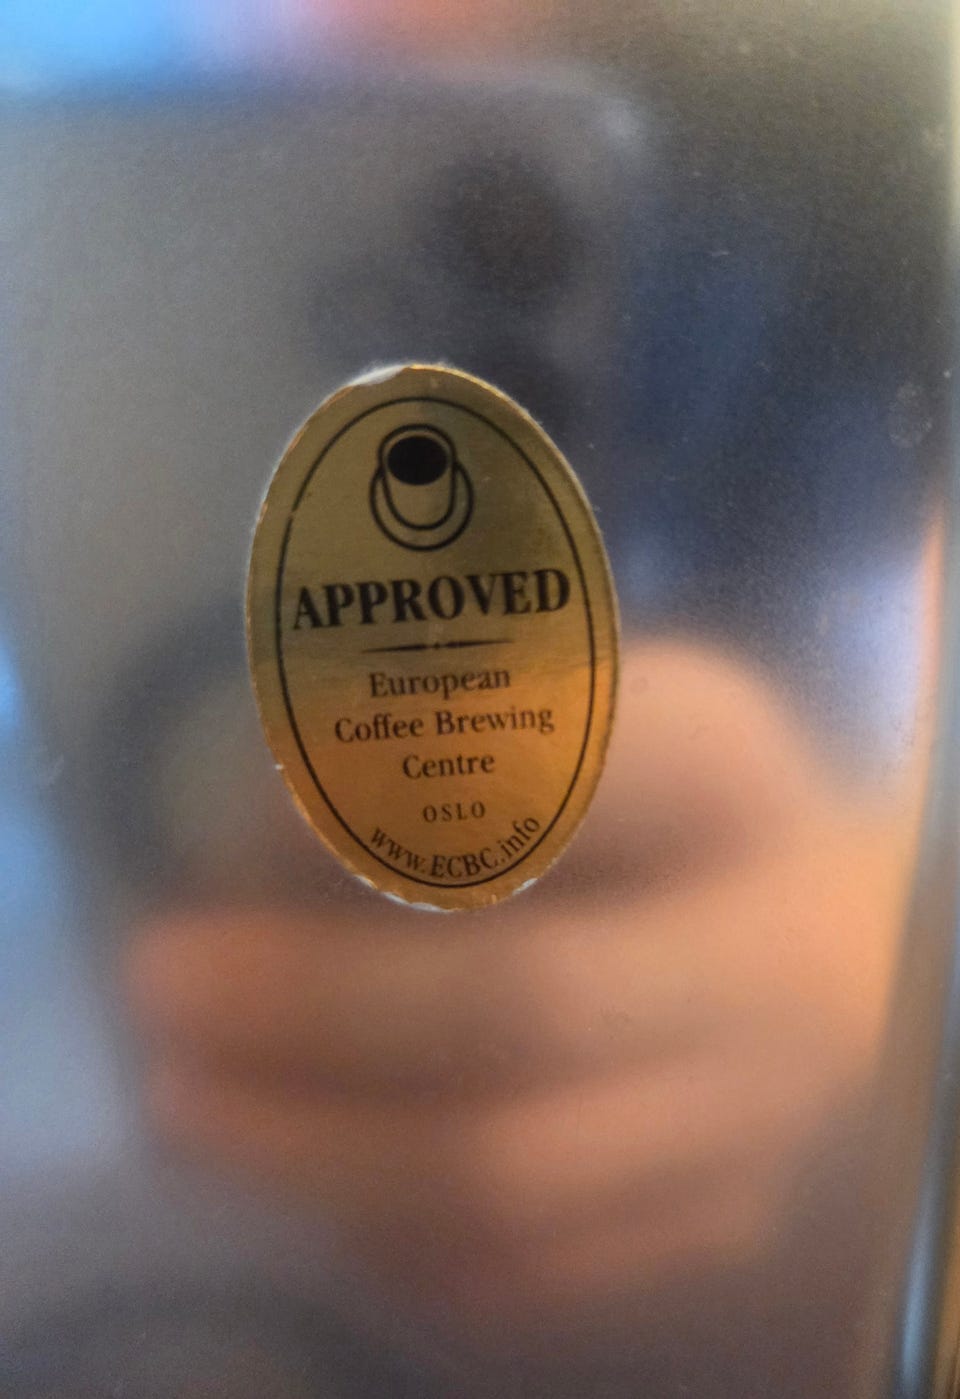 APPROVED
European
Coffee Brewing
Centre
OSLO
www.ECBC.info